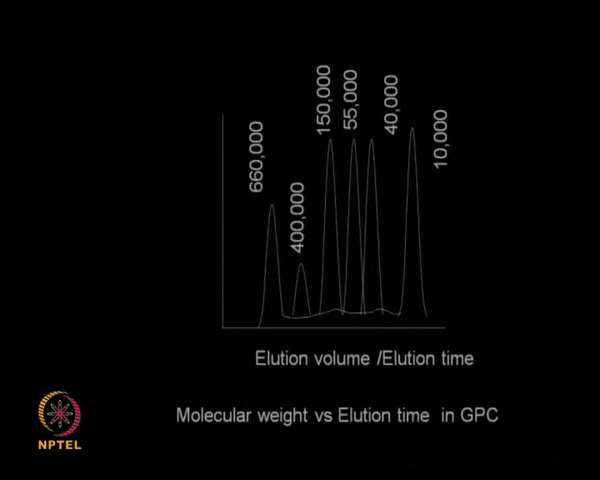 660,000
400,000
150,000
55,000
40,000
10,000
Elution volume /Elution time
Molecular weight vs Elution time in GPC
NPTEL